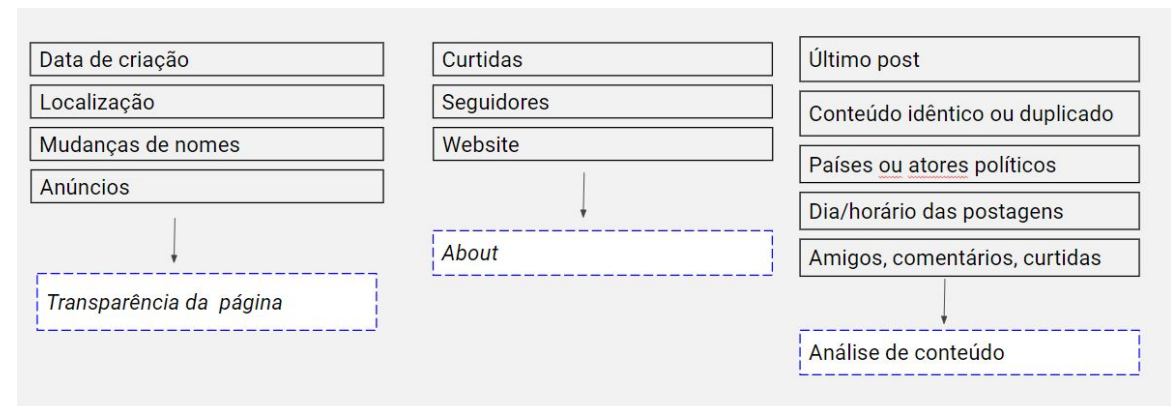 Data de criação
Localização
Mudanças de nomes
Anúncios
Transparência da página
Curtidas
Seguidores
Website
About
Último post
Conteúdo idêntico ou duplicado
Países ou atores políticos
Dia/horário das postagens
Amigos, comentários, curtidas
Análise de conteúdo